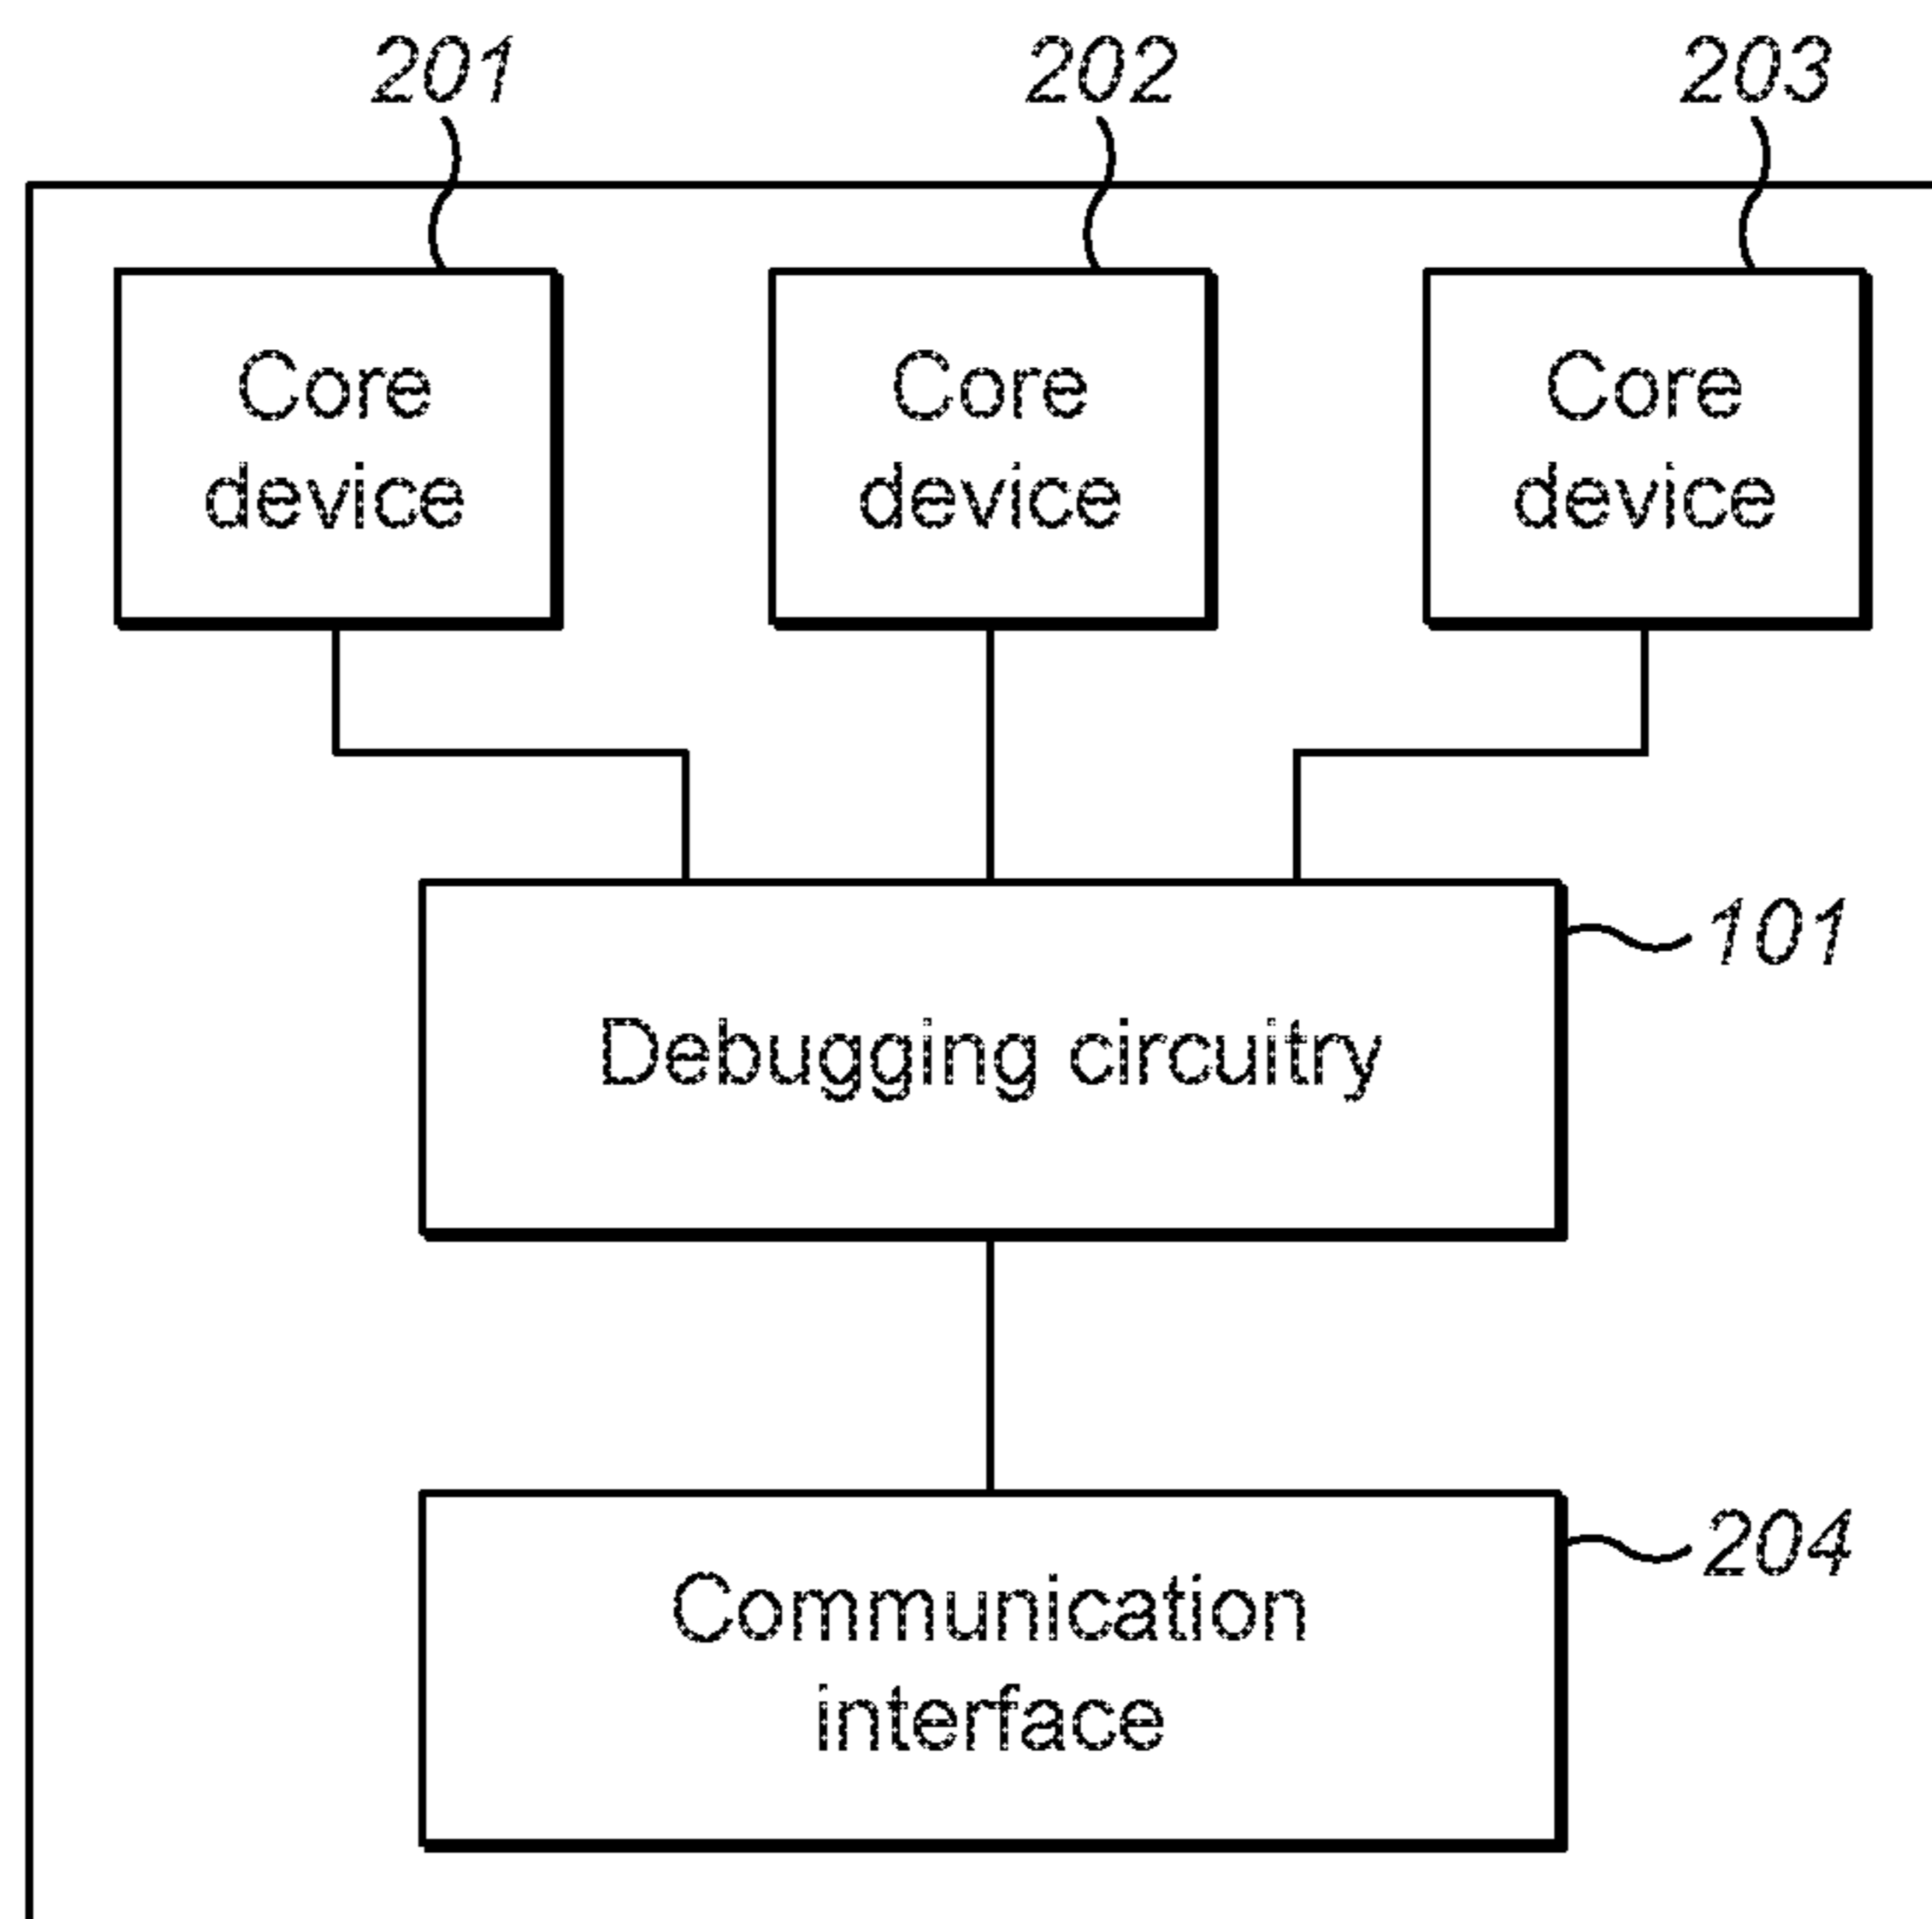 201 202 203
Core device
Core device
Core device
101
Debugging circuitry
204
Communication
interface